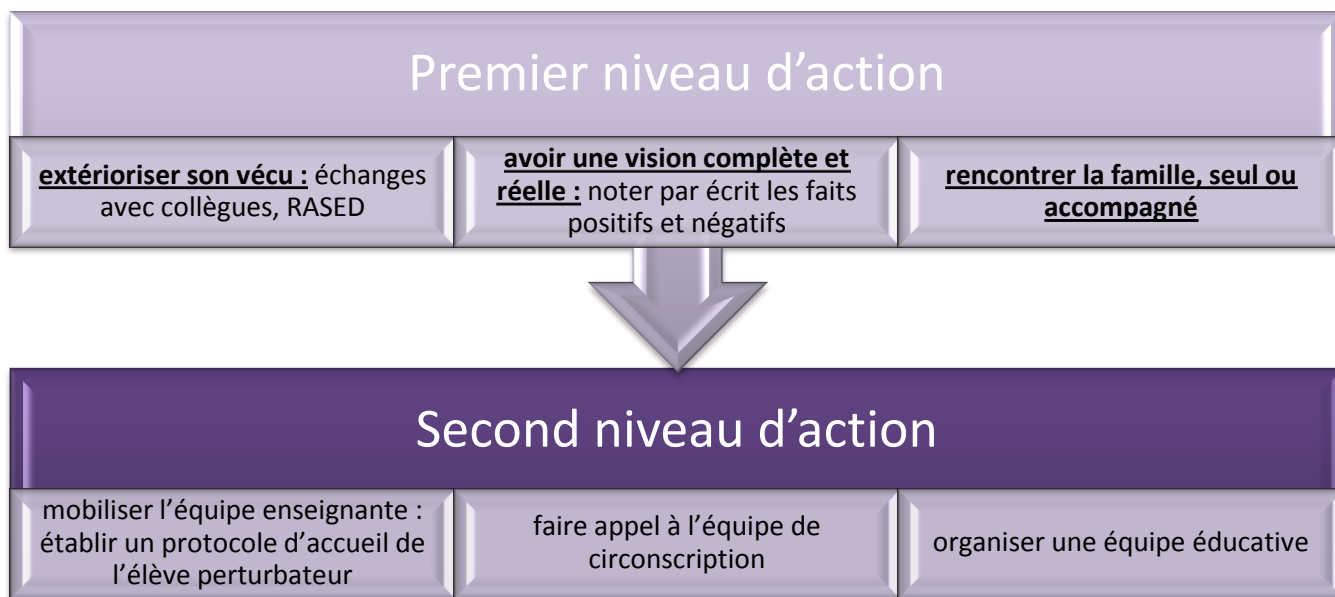 Premier niveau d’action
extérioriser son vécu : échanges
avec collègues, RASED
avoir une vision complète et
réelle : noter par écrit les faits
positifs et négatifs
rencontrer la famille, seul ou
accompagné
Second niveau d’action
mobiliser l’équipe enseignante :
établir un protocole d’accueil de
l’élève perturbateur
faire appel à l’équipe de
circonscription
organiser une équipe éducative